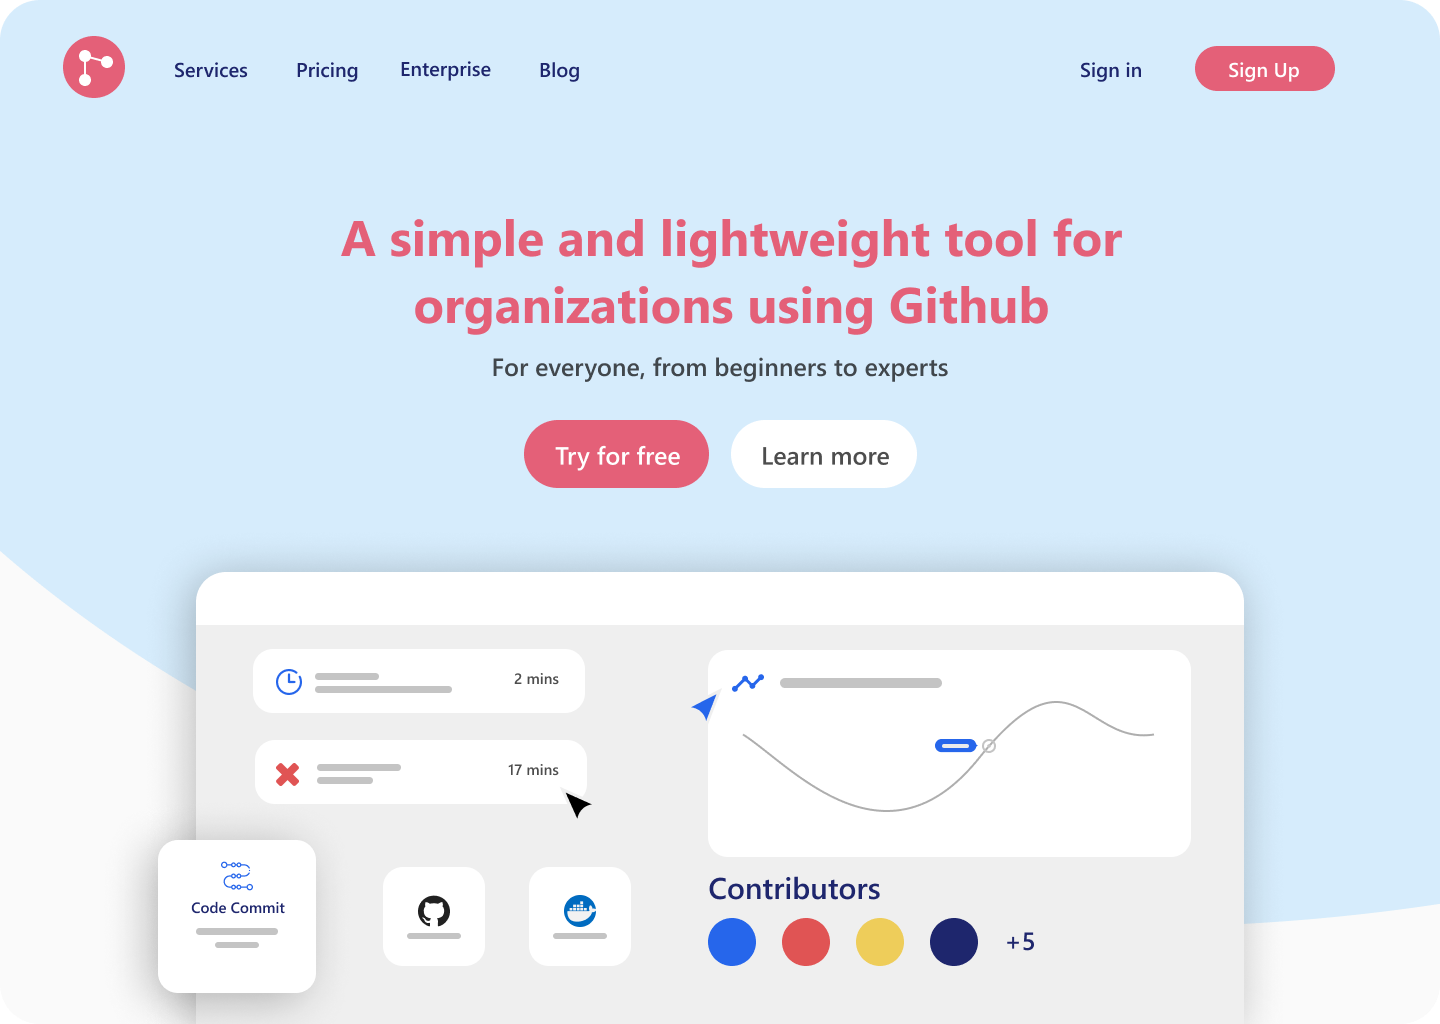 Services
Pricing
Enterprise
Blog
Sign in
Sign Up
A simple and lightweight tool for
organizations using Github
For everyone, from beginners to experts
Try for free
Learn more
2 mins
17 mins
Code Commit
Contributors
+5